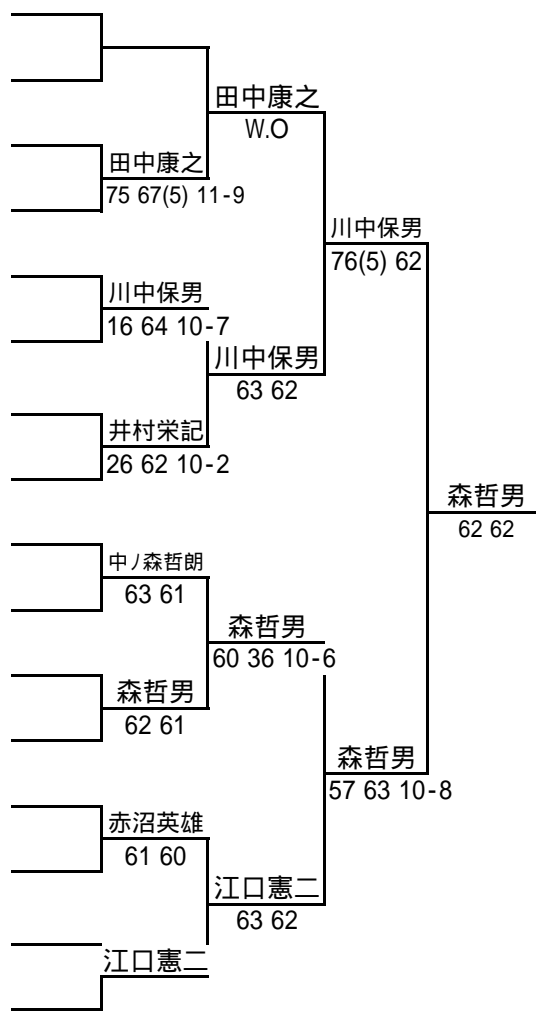 田中康之
W.O
田中康之
75 67(5) 11-9
川中保男
76(5) 62
川中保男
16 64 10-7
川中保男
63 62
井村栄記
26 62 10-2
森哲男
62 62
中ノ森哲朗
63 61
森哲男
60 36 10-6
森哲男
62 61
森哲男
57 63 10-8
赤沼英雄
61 60
江口憲二
63 62
江口憲二